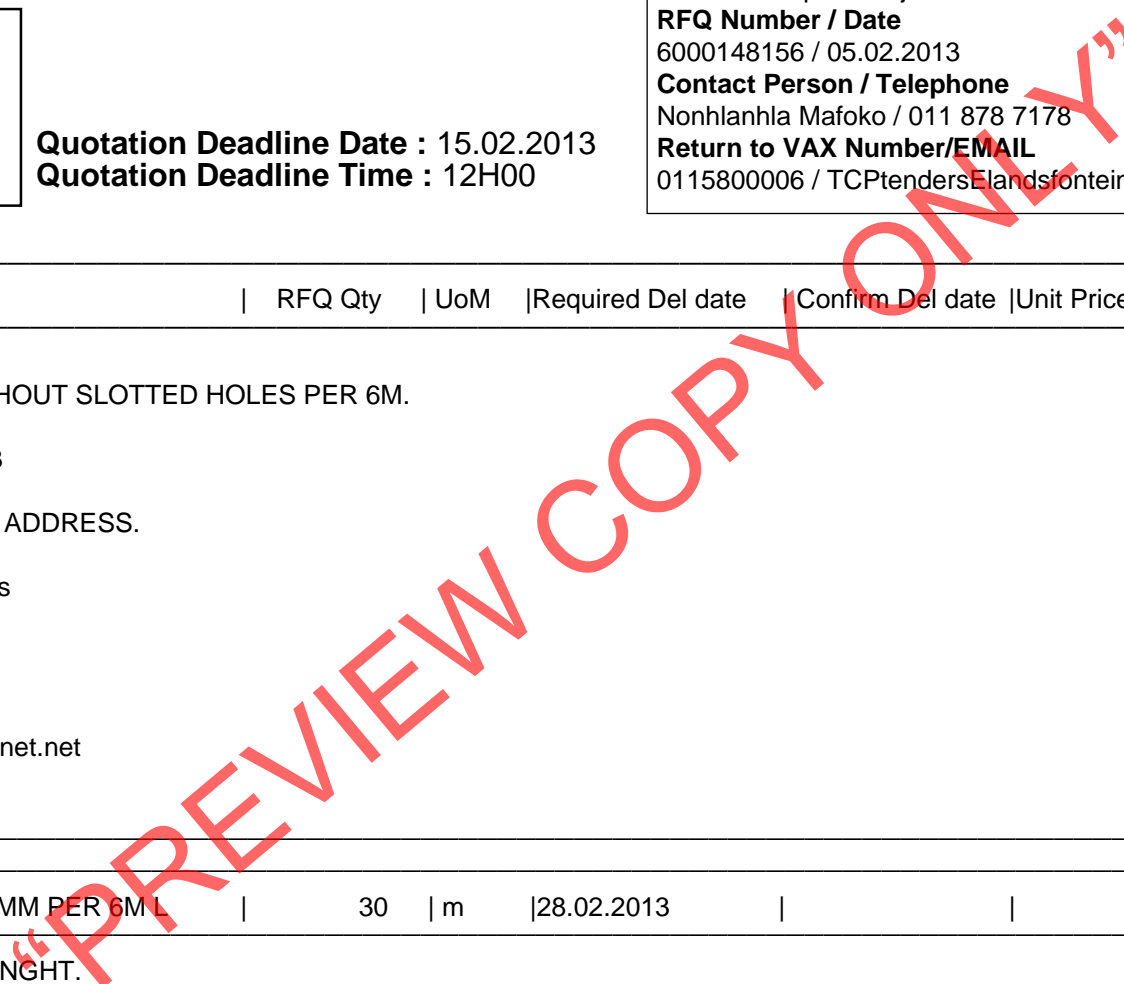 RFQ Number / Date
6000148156 / 05.02.2013
Contact Person / Telephone
Nonhlanhla Mafoko / 011 878 7178
Return to VAX Number/EMAIL
0115800006 / TCPtendersElandsfontein
Quotation Deadline Date : 15.02.2013
Quotation Deadline Time : 12H00
| RFQ Qty | UoM |Required Del date | Confirm Del date |Unit Price
HOUT SLOTTED HOLES PER 6M.
ADDRESS.
s
net.net
MM PER 6M L | 30 | m |28.02.2013 | |
NGHT.
“PREVIEW COPY ONLY”